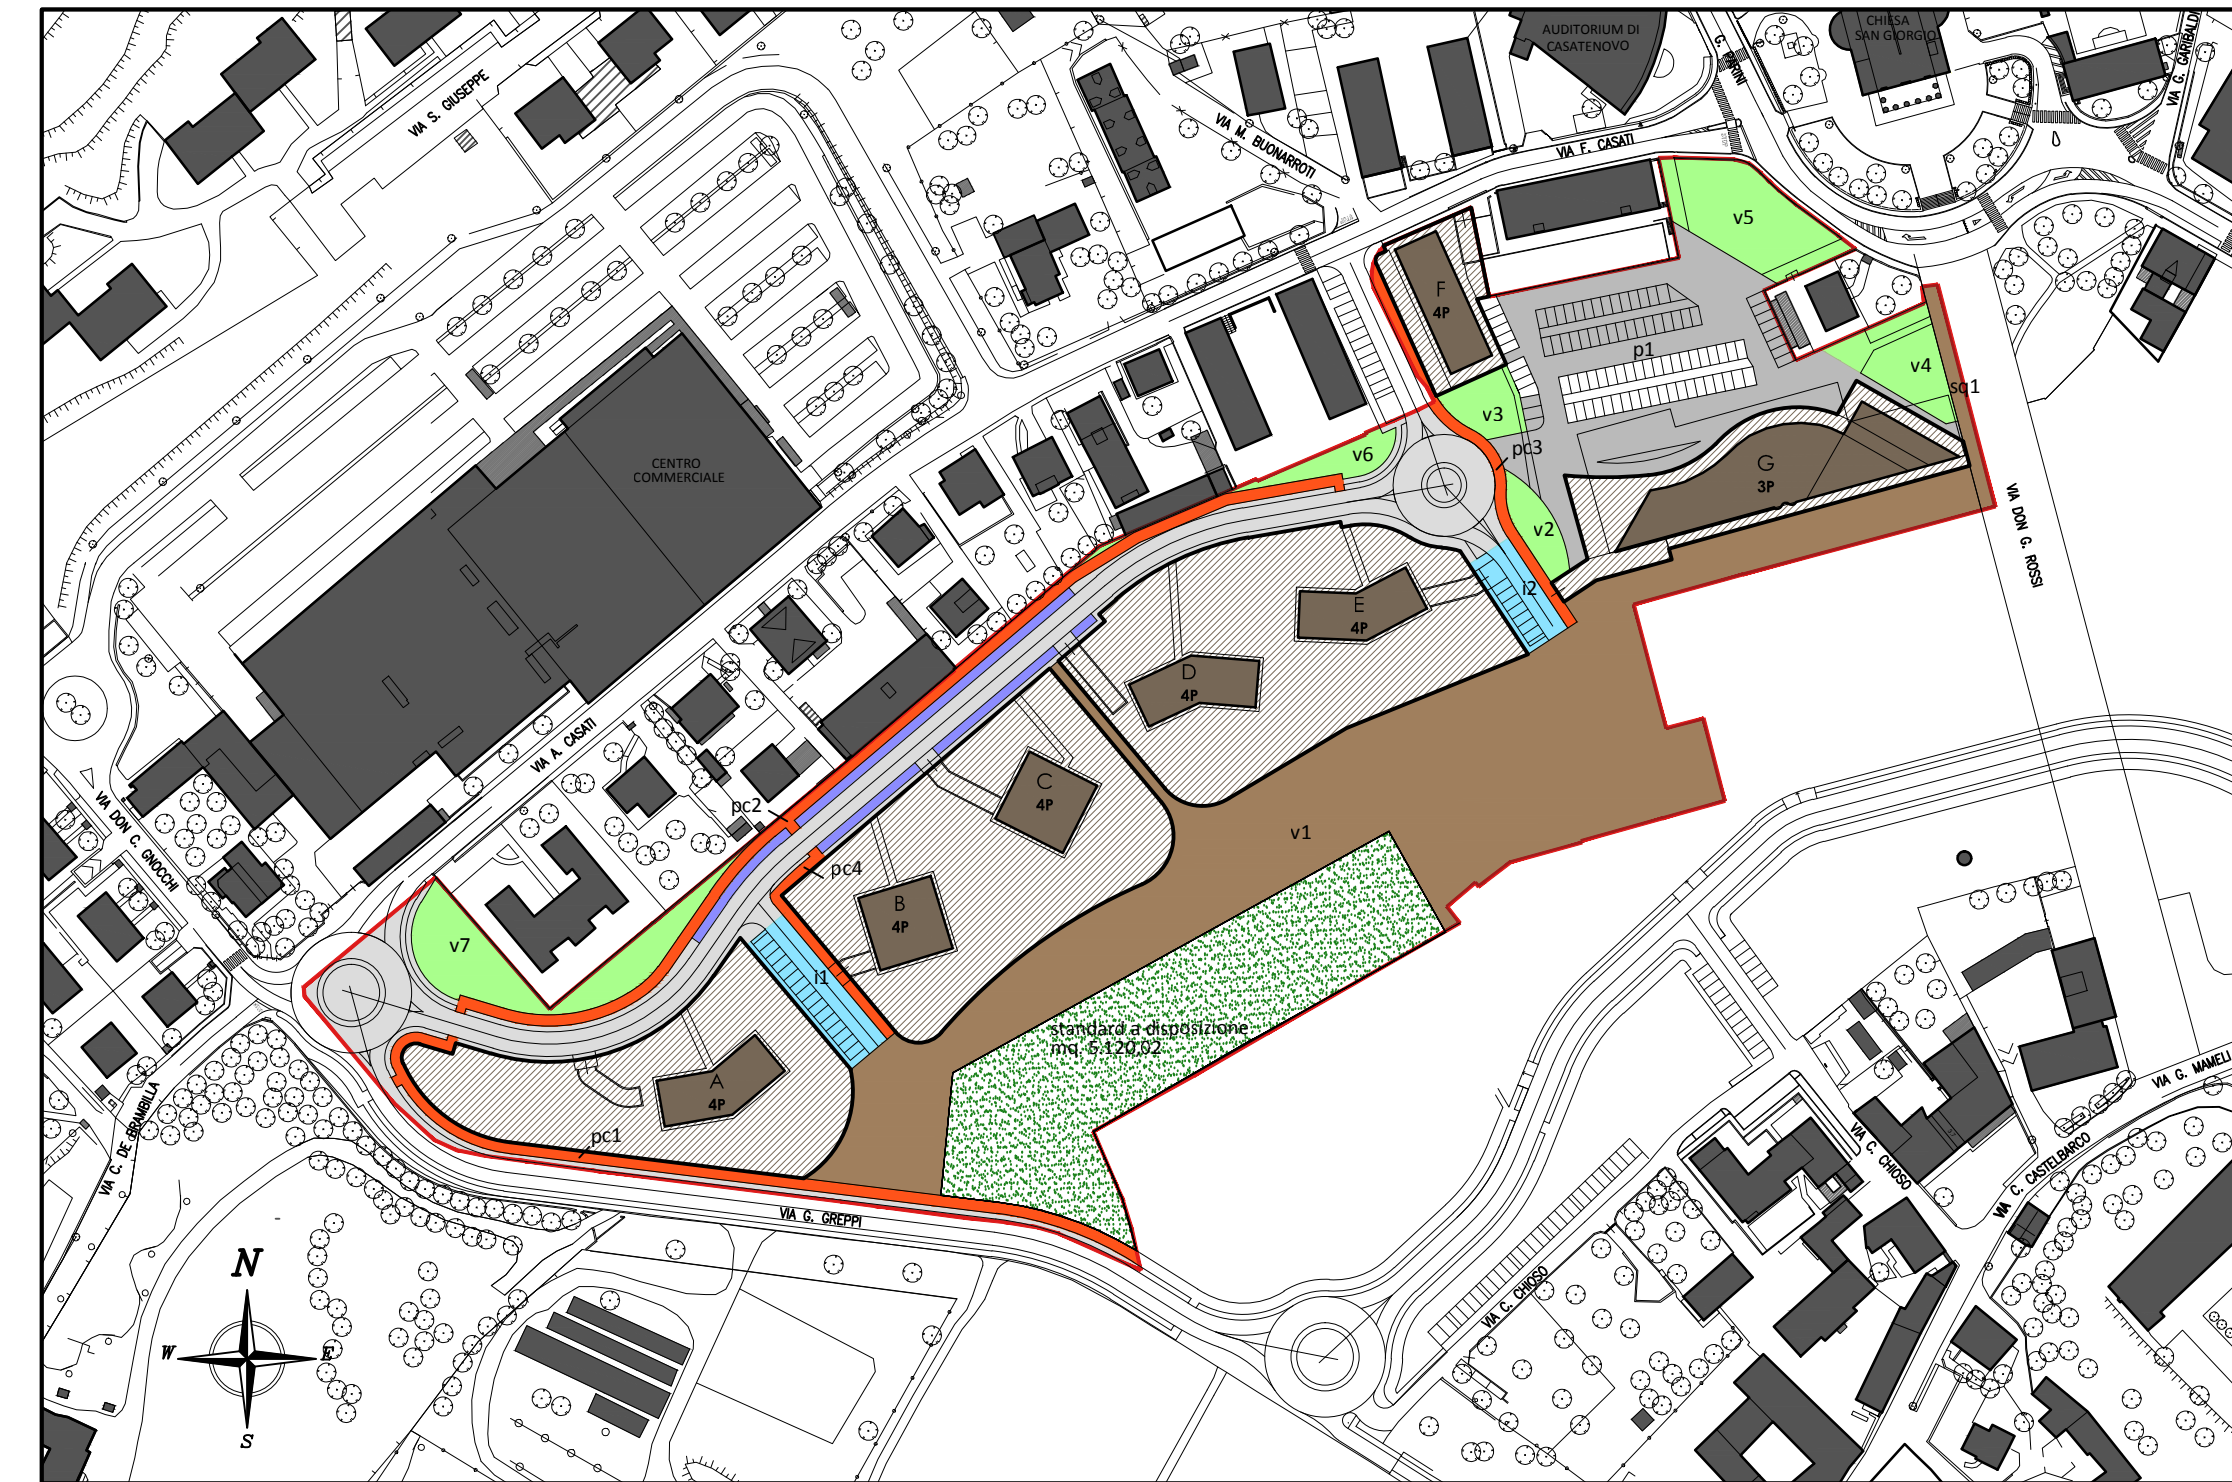 AUDITORIUM DI
CASATENOVO
CHIESA
SAN GIORGIO
VIA G. GARIBALDI
VIA S. GIUSEPPE
VIA M. BUONARROTI
VIA F. CASATI
v5
F
4P
p1
v4
sq1
v3
pc3
v6
G
3P
CENTRO
COMMERCIALE
v2
VIA DON G. ROSSI
i2
E
4P
D
4P
VIA A. CASATI
C
4P
pc2
v1
VIA DON C. GNOCCHI
pc4
B
4P
v7
i1
standard a disposizione
mq. 5.120,02
A
4P
pc1
VIA C. DE BRAMBILLA
VIA G. GREPPI
VIA G. MAMELI
VIA C. CHIOSO
VIA C. CASTELBARCO
VIA C. CHIOSO
N
W
E
S